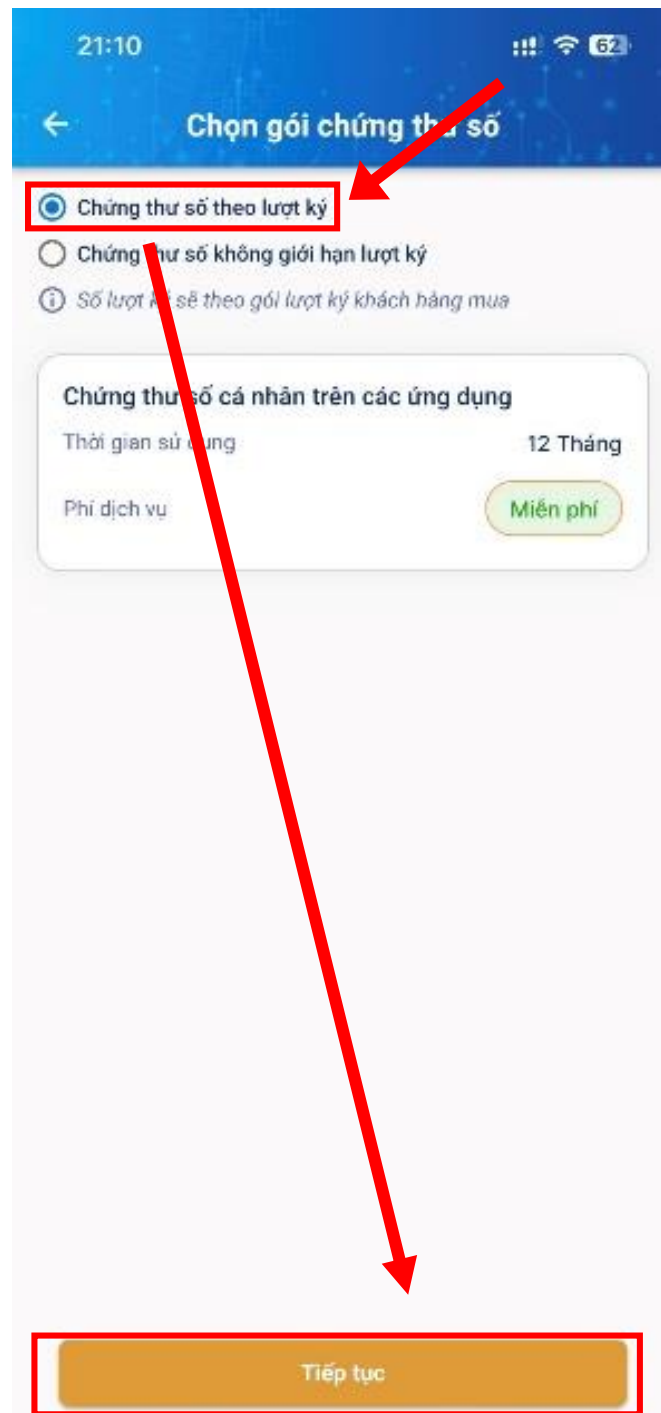 21:10
62
Chọn gói chứng thư số
Chứng thư số theo lượt ký
Chứng thư số không giới hạn lượt ký
Số lượt ký sẽ theo gói lượt ký khách hàng mua
Chứng thư số cá nhân trên các ứng dụng
Thời gian sử dụng 12 Tháng
Phí dịch vụ Miễn phí
Tiếp tục